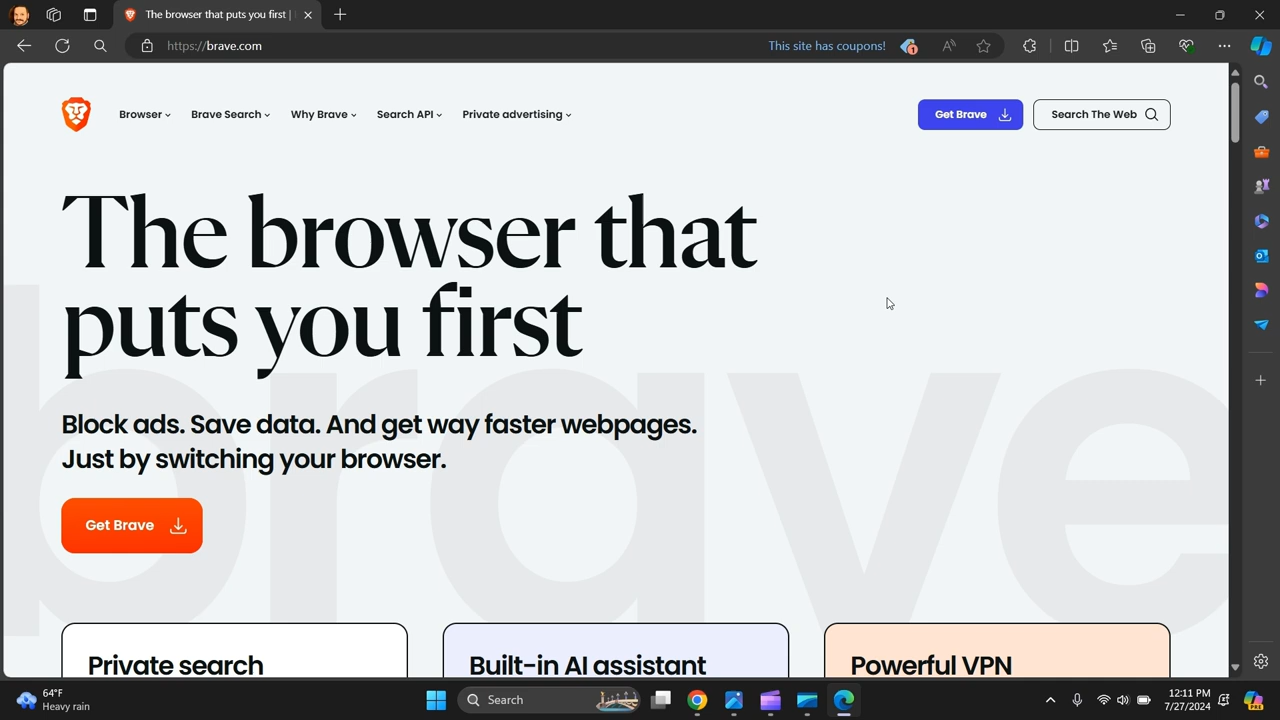 The browser that puts you first |
https://brave.com
This site has coupons!
1
Browser
Brave Search
Why Brave
Search API
Private advertising
Get Brave
Search The Web
The browser that
puts you first
Block ads. Save data. And get way faster webpages.
Just by switching your browser.
Get Brave
brave
Private search
Built-in AI assistant
Powerful VPN
64°F
Heavy rain
Search
12:11 PM
7/27/2024
PRE